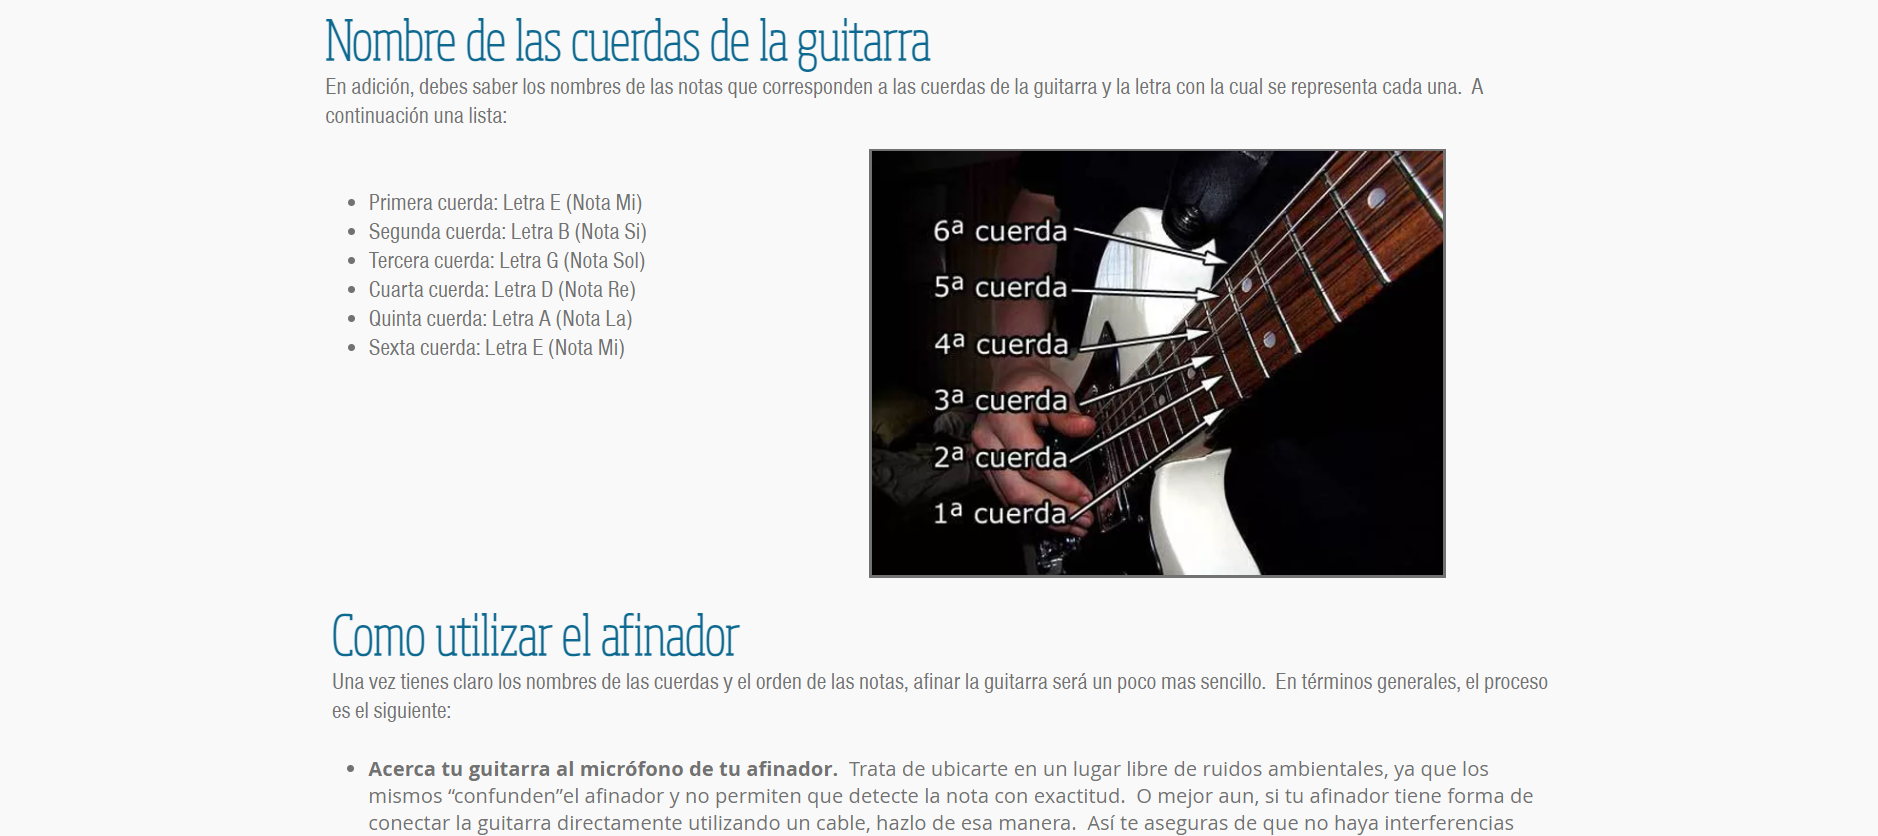 Nombre de las cuerdas de la guitarra
En adición, debes saber los nombres de las notas que corresponden a las cuerdas de la guitarra y la letra con la cual se representa cada una.  A
continuación una lista:
• Primera cuerda: Letra E (Nota Mi)
• Segunda cuerda: Letra B (Nota Si)
• Tercera cuerda: Letra G (Nota Sol)
• Cuarta cuerda: Letra D (Nota Re)
• Quinta cuerda: Letra A (Nota La)
• Sexta cuerda: Letra E (Nota Mi)
6ª cuerda
5ª cuerda
4ª cuerda
3ª cuerda
2ª cuerda
1ª cuerda
Como utilizar el afinador
Una vez tienes claro los nombres de las cuerdas y el orden de las notas, afinar la guitarra será un poco mas sencillo.  En términos generales, el proceso
es el siguiente:
• Acerca tu guitarra al micrófono de tu afinador.  Trata de ubicarte en un lugar libre de ruidos ambientales, ya que los
mismos “confunden”el afinador y no permiten que detecte la nota con exactitud.  O mejor aun, si tu afinador tiene forma de
conectar la guitarra directamente utilizando un cable, hazlo de esa manera.  Así te aseguras de que no haya interferencias